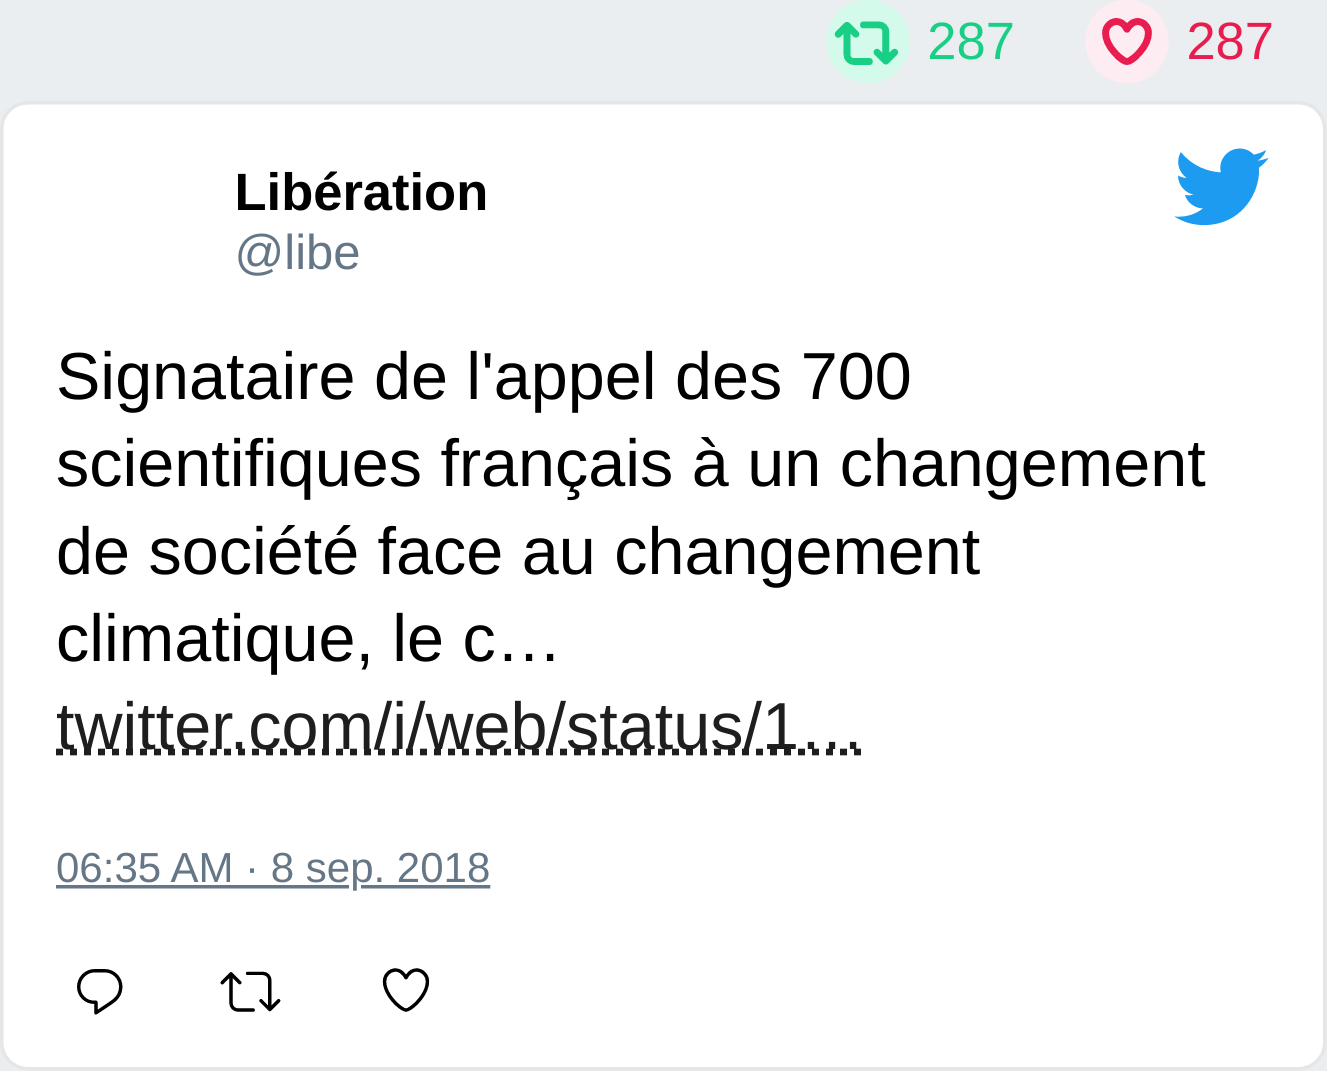 287 287
Libération
@libe
Signataire de l'appel des 700
scientifiques français à un changement
de société face au changement
climatique, le c…
twitter.com/i/web/status/1…
06:35 AM · 8 sep. 2018